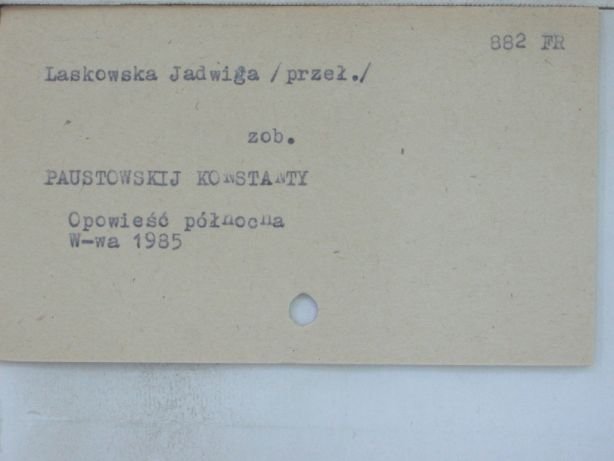 882 FR
Laskowska Jadwiga /przeł./
zob.
PAUSTOWSKIJ KONSTANTY
Opowieść północna
W-wa 1985